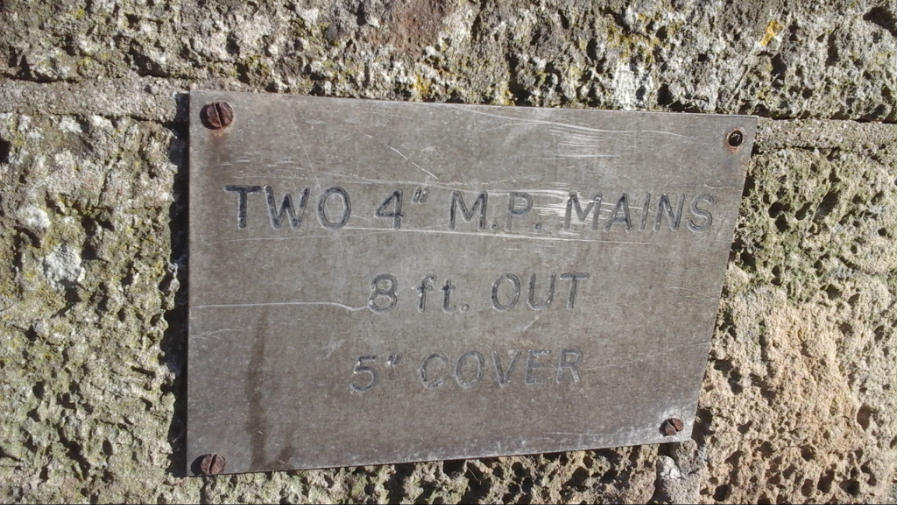 TWO 4" M.P. MAINS
8 ft. OUT
5" COVER